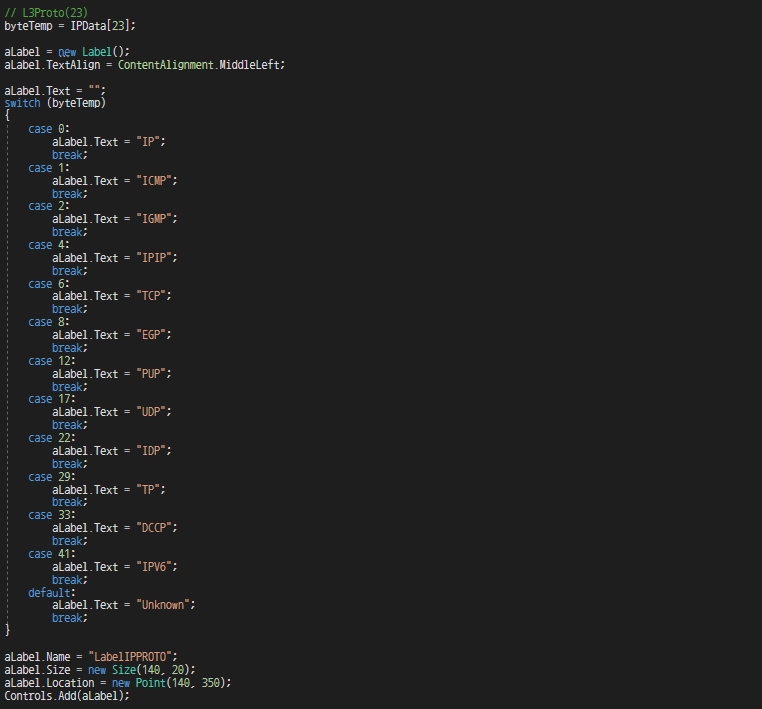 // L3Proto(23)
byteTemp = IPData[23];
aLabel = new Label();
aLabel.TextAlign = ContentAlignment.MiddleLeft;
aLabel.Text = "";
switch (byteTemp)
{
case 0:
aLabel.Text = "IP";
break;
case 1:
aLabel.Text = "ICMP";
break;
case 2:
aLabel.Text = "IGMP";
break;
case 4:
aLabel.Text = "IPIP";
break;
case 6:
aLabel.Text = "TCP";
break;
case 8:
aLabel.Text = "EGP";
break;
case 12:
aLabel.Text = "PUP";
break;
case 17:
aLabel.Text = "UDP";
break;
case 22:
aLabel.Text = "IDP";
break;
case 29:
aLabel.Text = "TP";
break;
case 33:
aLabel.Text = "DCCP";
break;
case 41:
aLabel.Text = "IPV6";
break;
default:
aLabel.Text = "Unknown";
break;
}
aLabel.Name = "LabelIPPROTO";
aLabel.Size = new Size(140, 20);
aLabel.Location = new Point(140, 350);
Controls.Add(aLabel);